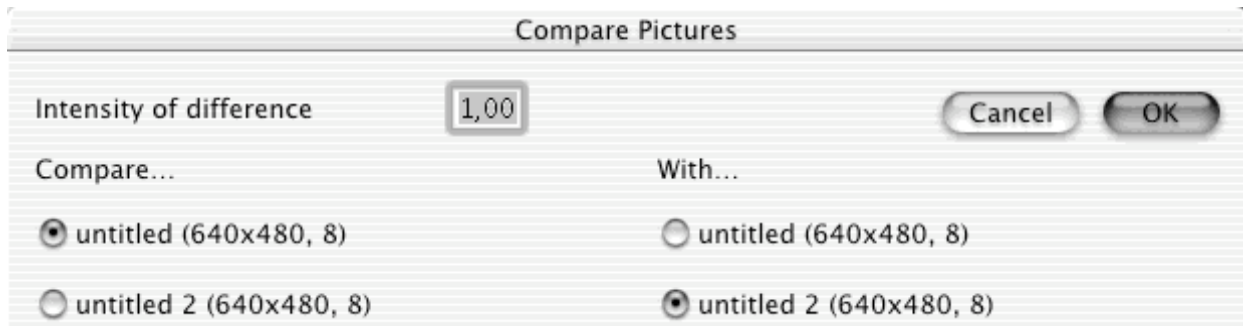 Compare Pictures
Intensity of difference 1,00 Cancel OK
Compare... With...
untitled (640x480, 8) untitled (640x480, 8)
untitled 2 (640x480, 8) untitled 2 (640x480, 8)